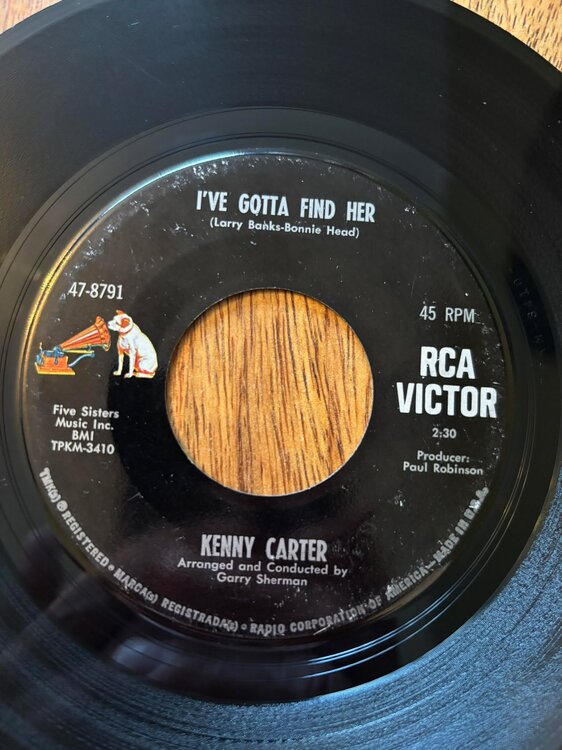 I'VE GOTTA FIND HER
(Larry Banks-Bonnie Head)
47-8791
45 RPM
RCA
VICTOR
Five Sisters
Music Inc.
BMI
TPKM-3410
2:30
Producer:
Paul Robinson
KENNY CARTER
Arranged and Conducted by
Garry Sherman
TMK(s) ® REGISTERED • MARCA(s) REGISTRADA(s) • RADIO CORPORATION OF AMERICA—MADE IN U.S.A.